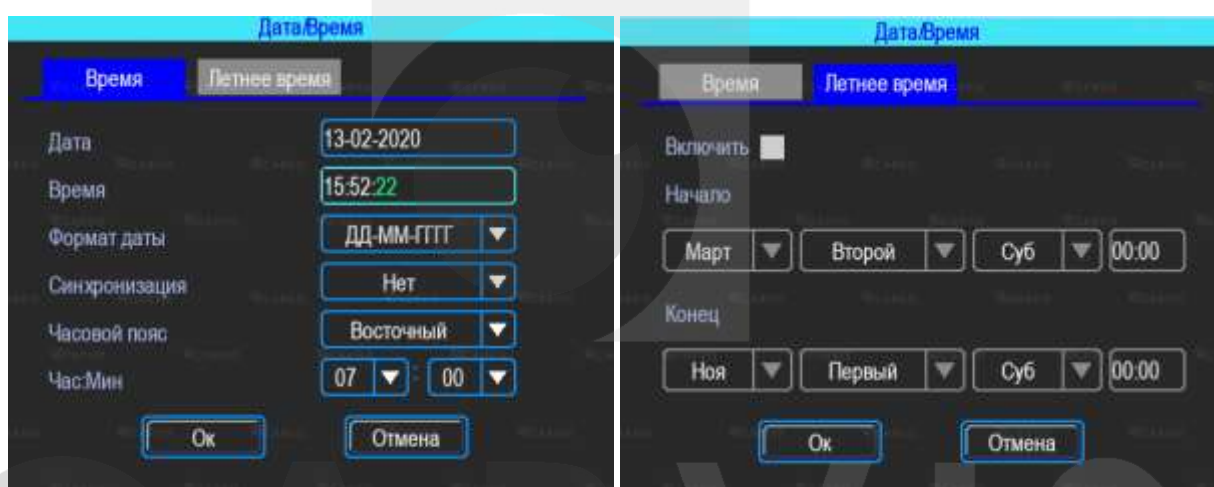 Дата/Время
Время Летнее время
Дата 13-02-2020
Время 15:52:22
Формат даты ДД-ММ-ГГГГ
Синхронизация Нет
Часовой пояс Восточный
Час:Мин 07 : 00
Ок Отмена
Дата/Время
Время Летнее время
Включить
Начало
Март Второй Суб 00:00
Конец
Ноя Первый Суб 00:00
Ок Отмена